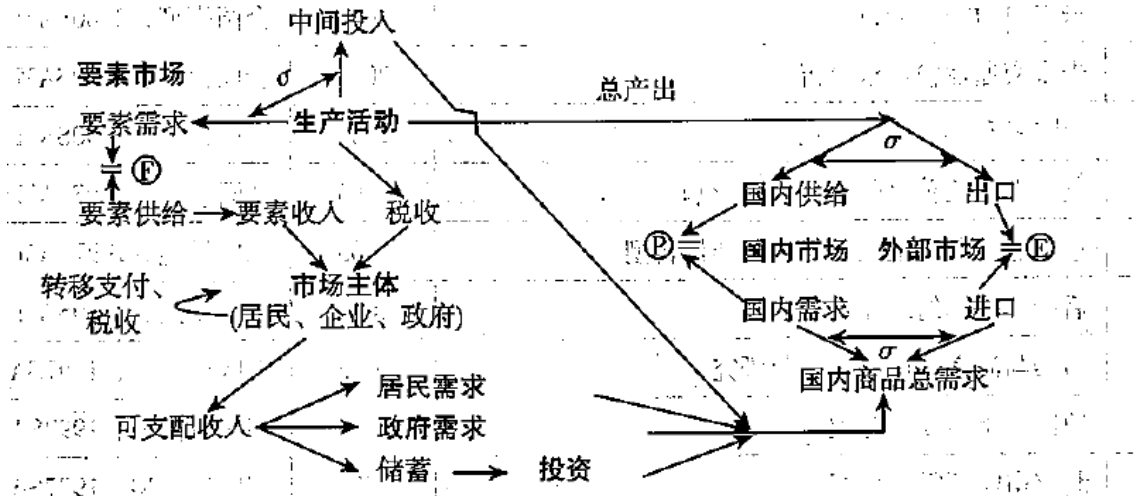 中间投入
要素市场
σ
总产出
要素需求
生产活动
σ
F
国内供给
出口
要素供给
要素收入
税收
P
国内市场
外部市场
E
转移支付、
税收
市场主体
(居民、企业、政府)
国内需求
进口
σ
国内商品总需求
居民需求
可支配收入
政府需求
储蓄
投资